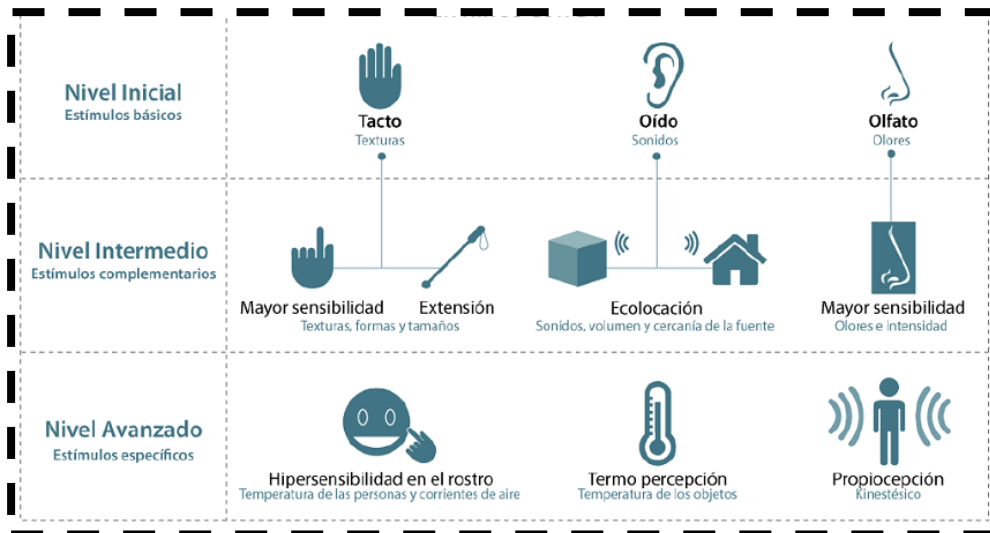 Nivel Inicial
Estímulos básicos
Tacto
Texturas
Oído
Sonidos
Olfato
Olores
Nivel Intermedio
Estímulos complementarios
Mayor sensibilidad
Extensión
Texturas, formas y tamaños
Ecolocación
Sonidos, volumen y cercanía de la fuente
Mayor sensibilidad
Olores e intensidad
Nivel Avanzado
Estímulos específicos
Hipersensibilidad en el rostro
Temperatura de las personas y corrientes de aire
Termo percepción
Temperatura de los objetos
Propiocepción
Kinestésico